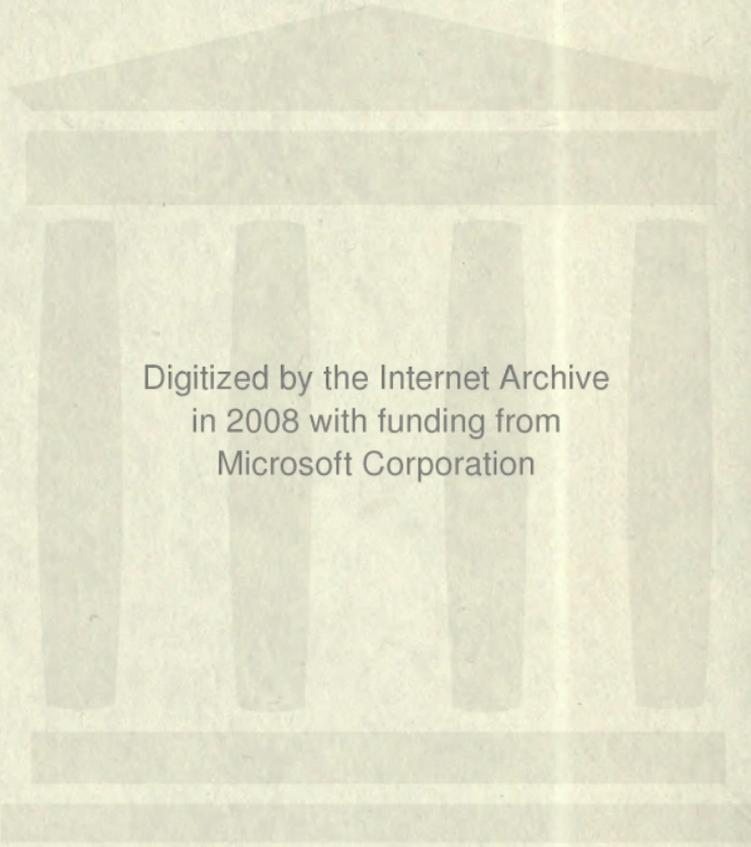 Digitized by the Internet Archive
in 2008 with funding from
Microsoft Corporation